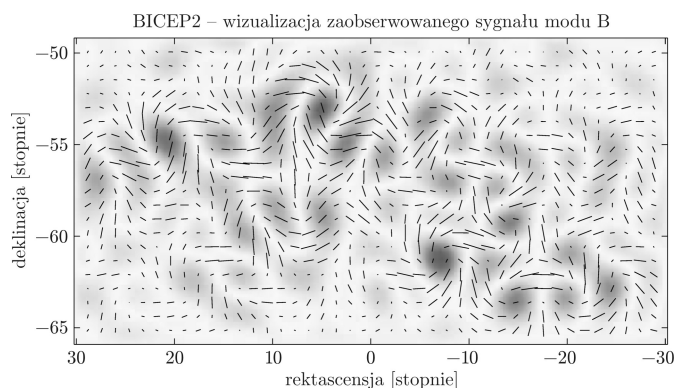 BICEP2 – wizualizacja zaobserwowanego sygnału modu B
deklinacja [stopnie]
−50
−55
−60
−65
30 20 10 0 −10 −20 −30
rektascensja [stopnie]